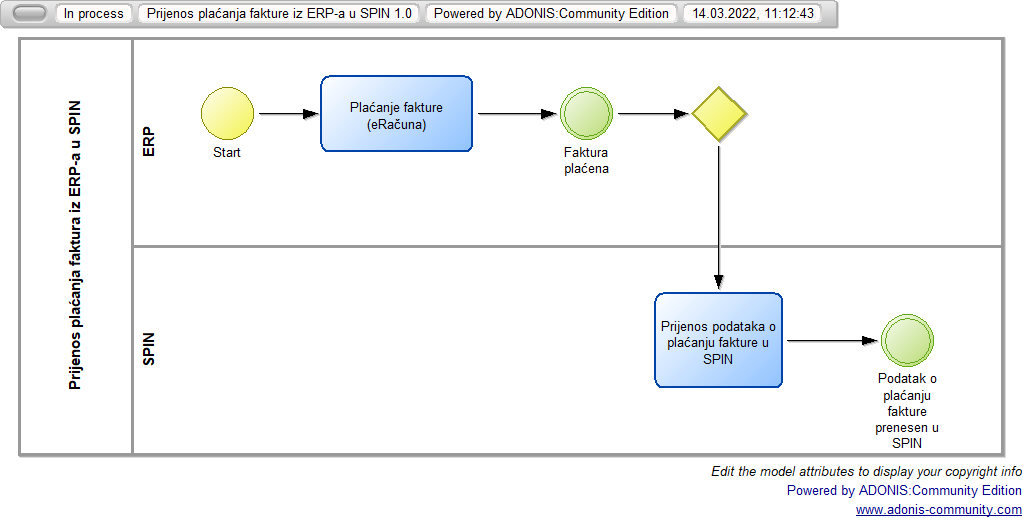 In process
Prijenos plaćanja fakture iz ERP-a u SPIN 1.0
Powered by ADONIS:Community Edition
14.03.2022, 11:12:43
Prijenos plaćanja faktura iz ERP-a u SPIN
ERP
Start
Plaćanje fakture
(eRačuna)
Faktura
plaćena
SPIN
Prijenos podataka o
plaćanju fakture u
SPIN
Podatak o
plaćanju
fakture
prenesen u
SPIN
Edit the model attributes to display your copyright info
Powered by ADONIS:Community Edition
www.adonis-community.com